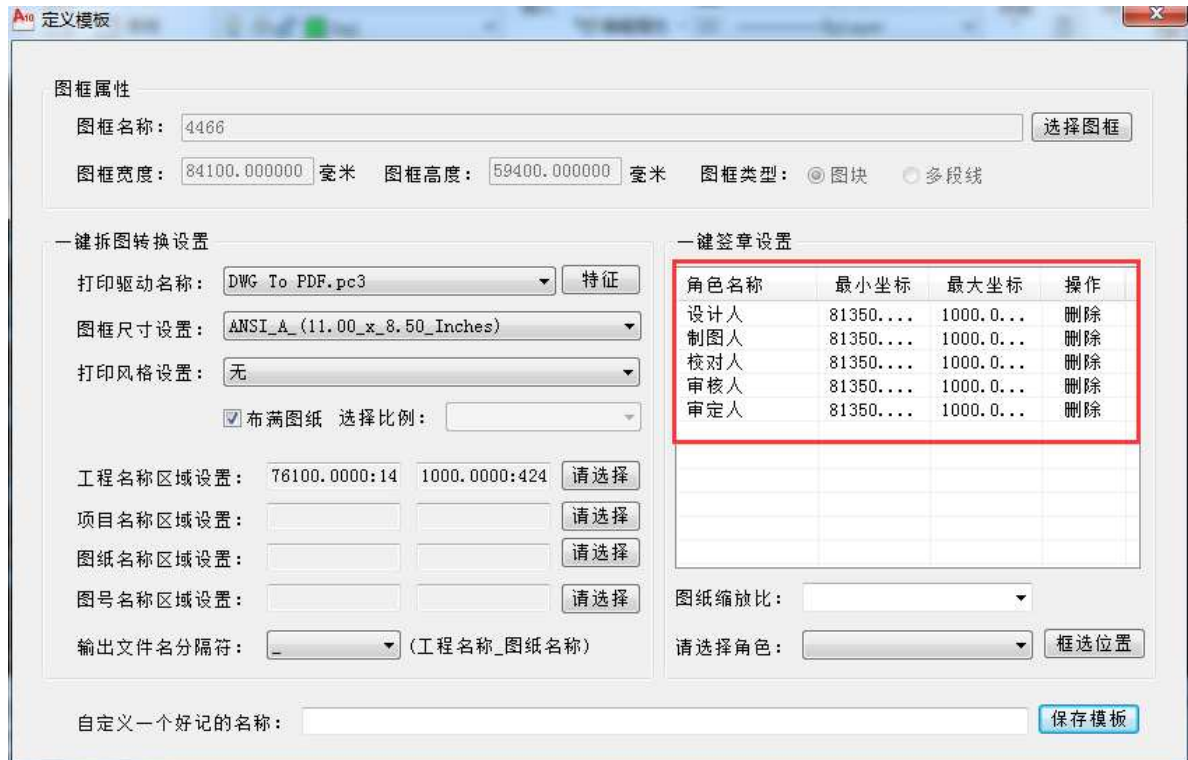 A10 定义模板
图框属性
图框名称： 4466 选择图框
图框宽度： 84100.000000 毫米 图框高度： 59400.000000 毫米 图框类型： 图块 多段线
一键拆图转换设置
打印驱动名称： DWG To PDF.pc3 特征
图框尺寸设置： ANSI_A_(11.00_x_8.50_Inches)
打印风格设置： 无
布满图纸 选择比例：
工程名称区域设置： 76100.0000:14 1000.0000:424 请选择
项目名称区域设置： 请选择
图纸名称区域设置： 请选择
图号名称区域设置： 请选择
输出文件名分隔符： _ (工程名称_图纸名称)
一键签章设置
角色名称 最小坐标 最大坐标 操作
设计人 81350.... 1000.0... 删除
制图人 81350.... 1000.0... 删除
校对人 81350.... 1000.0... 删除
审核人 81350.... 1000.0... 删除
审定人 81350.... 1000.0... 删除
图纸缩放比：
请选择角色： 框选位置
自定义一个好记的名称： 保存模板